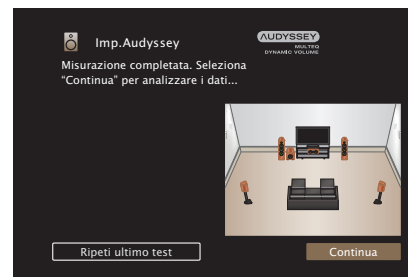 Imp.Audyssey
AUDYSSEY
MULTEQ
DYNAMIC VOLUME
Misurazione completata. Seleziona
“Continua” per analizzare i dati...
Ripeti ultimo test
Continua